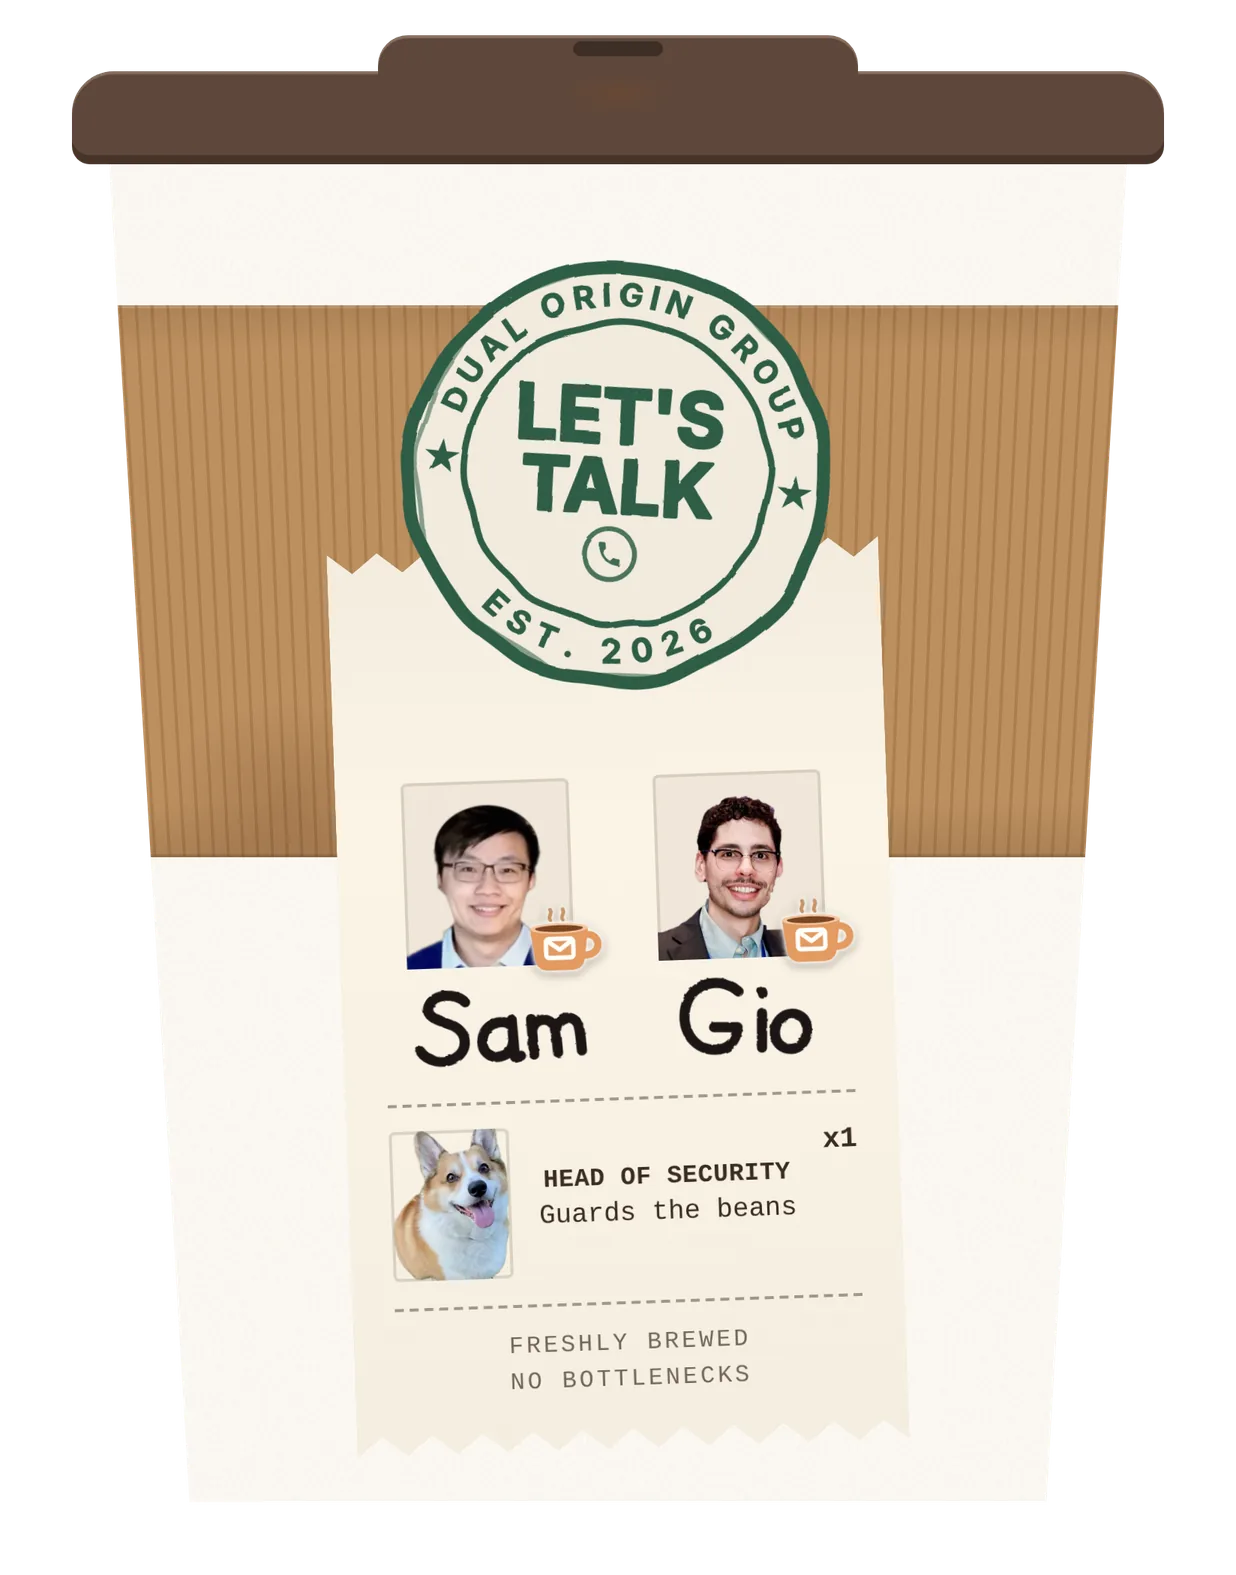 DUAL ORIGIN GROUP
LET'S
TALK
EST. 2026
Sam
Gio
x1
HEAD OF SECURITY
Guards the beans
FRESHLY BREWED
NO BOTTLENECKS